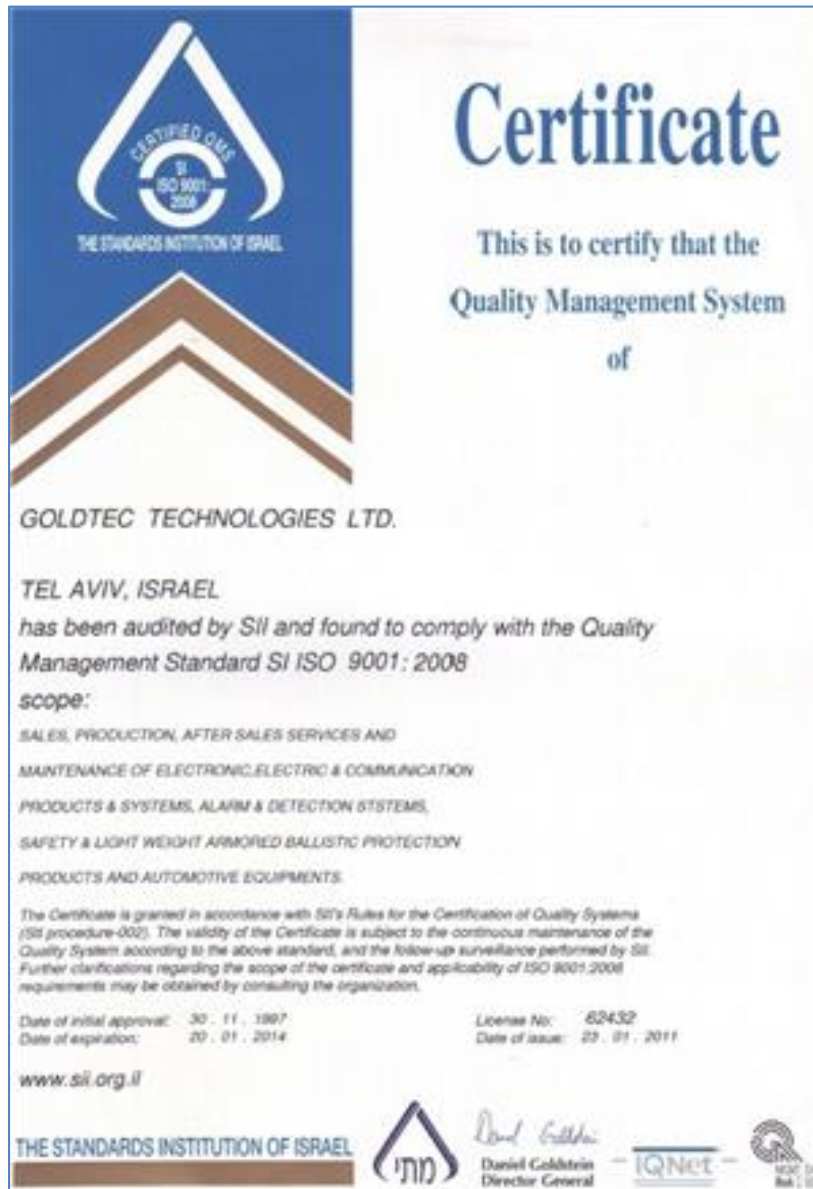 CERTIFIED QMS
SI
ISO 9001:
2008
THE STANDARDS INSTITUTION OF ISRAEL
Certificate
This is to certify that the
Quality Management System
of
GOLDTEC TECHNOLOGIES LTD.
TEL AVIV, ISRAEL
has been audited by SII and found to comply with the Quality
Management Standard SI ISO 9001: 2008
scope:
SALES, PRODUCTION, AFTER SALES SERVICES AND
MAINTENANCE OF ELECTRONIC,ELECTRIC & COMMUNICATION
PRODUCTS & SYSTEMS, ALARM & DETECTION STSTEMS,
SAFETY & LIGHT WEIGHT ARMORED BALLISTIC PROTECTION
PRODUCTS AND AUTOMOTIVE EQUIPMENTS.
The Certificate is granted in accordance with SII's Rules for the Certification of Quality Systems
(SII procedure-002). The validity of the Certificate is subject to the continuous maintenance of the
Quality System according to the above standard, and the follow-up surveillance performed by SII.
Further clarifications regarding the scope of the certificate and applicability of ISO 9001:2008
requirements may be obtained by consulting the organization.
Date of initial approval: 30 . 11 . 1997 License No: 62432
Date of expiration: 20 . 01 . 2014 Date of issue: 23 . 01 . 2011
www.sii.org.il
THE STANDARDS INSTITUTION OF ISRAEL
מתי
Daniel Goldstein
Director General
IQNet